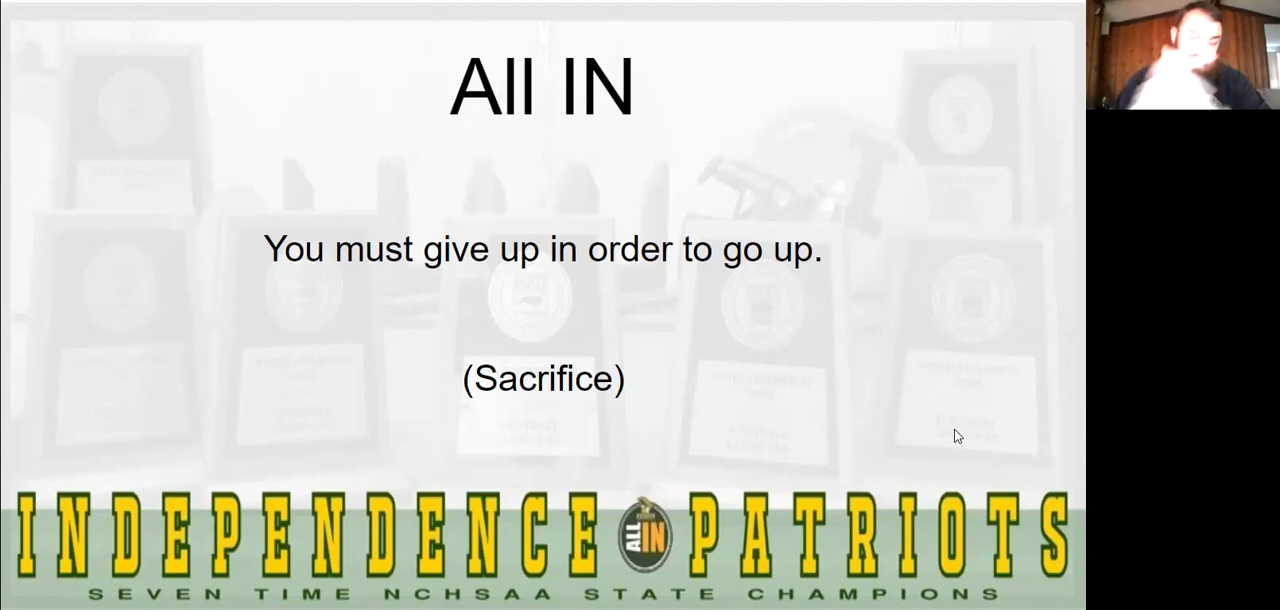 All IN
You must give up in order to go up.
(Sacrifice)
INDEPENDENCE ALL IN PATRIOTS
SEVEN TIME NCHSAA STATE CHAMPIONS